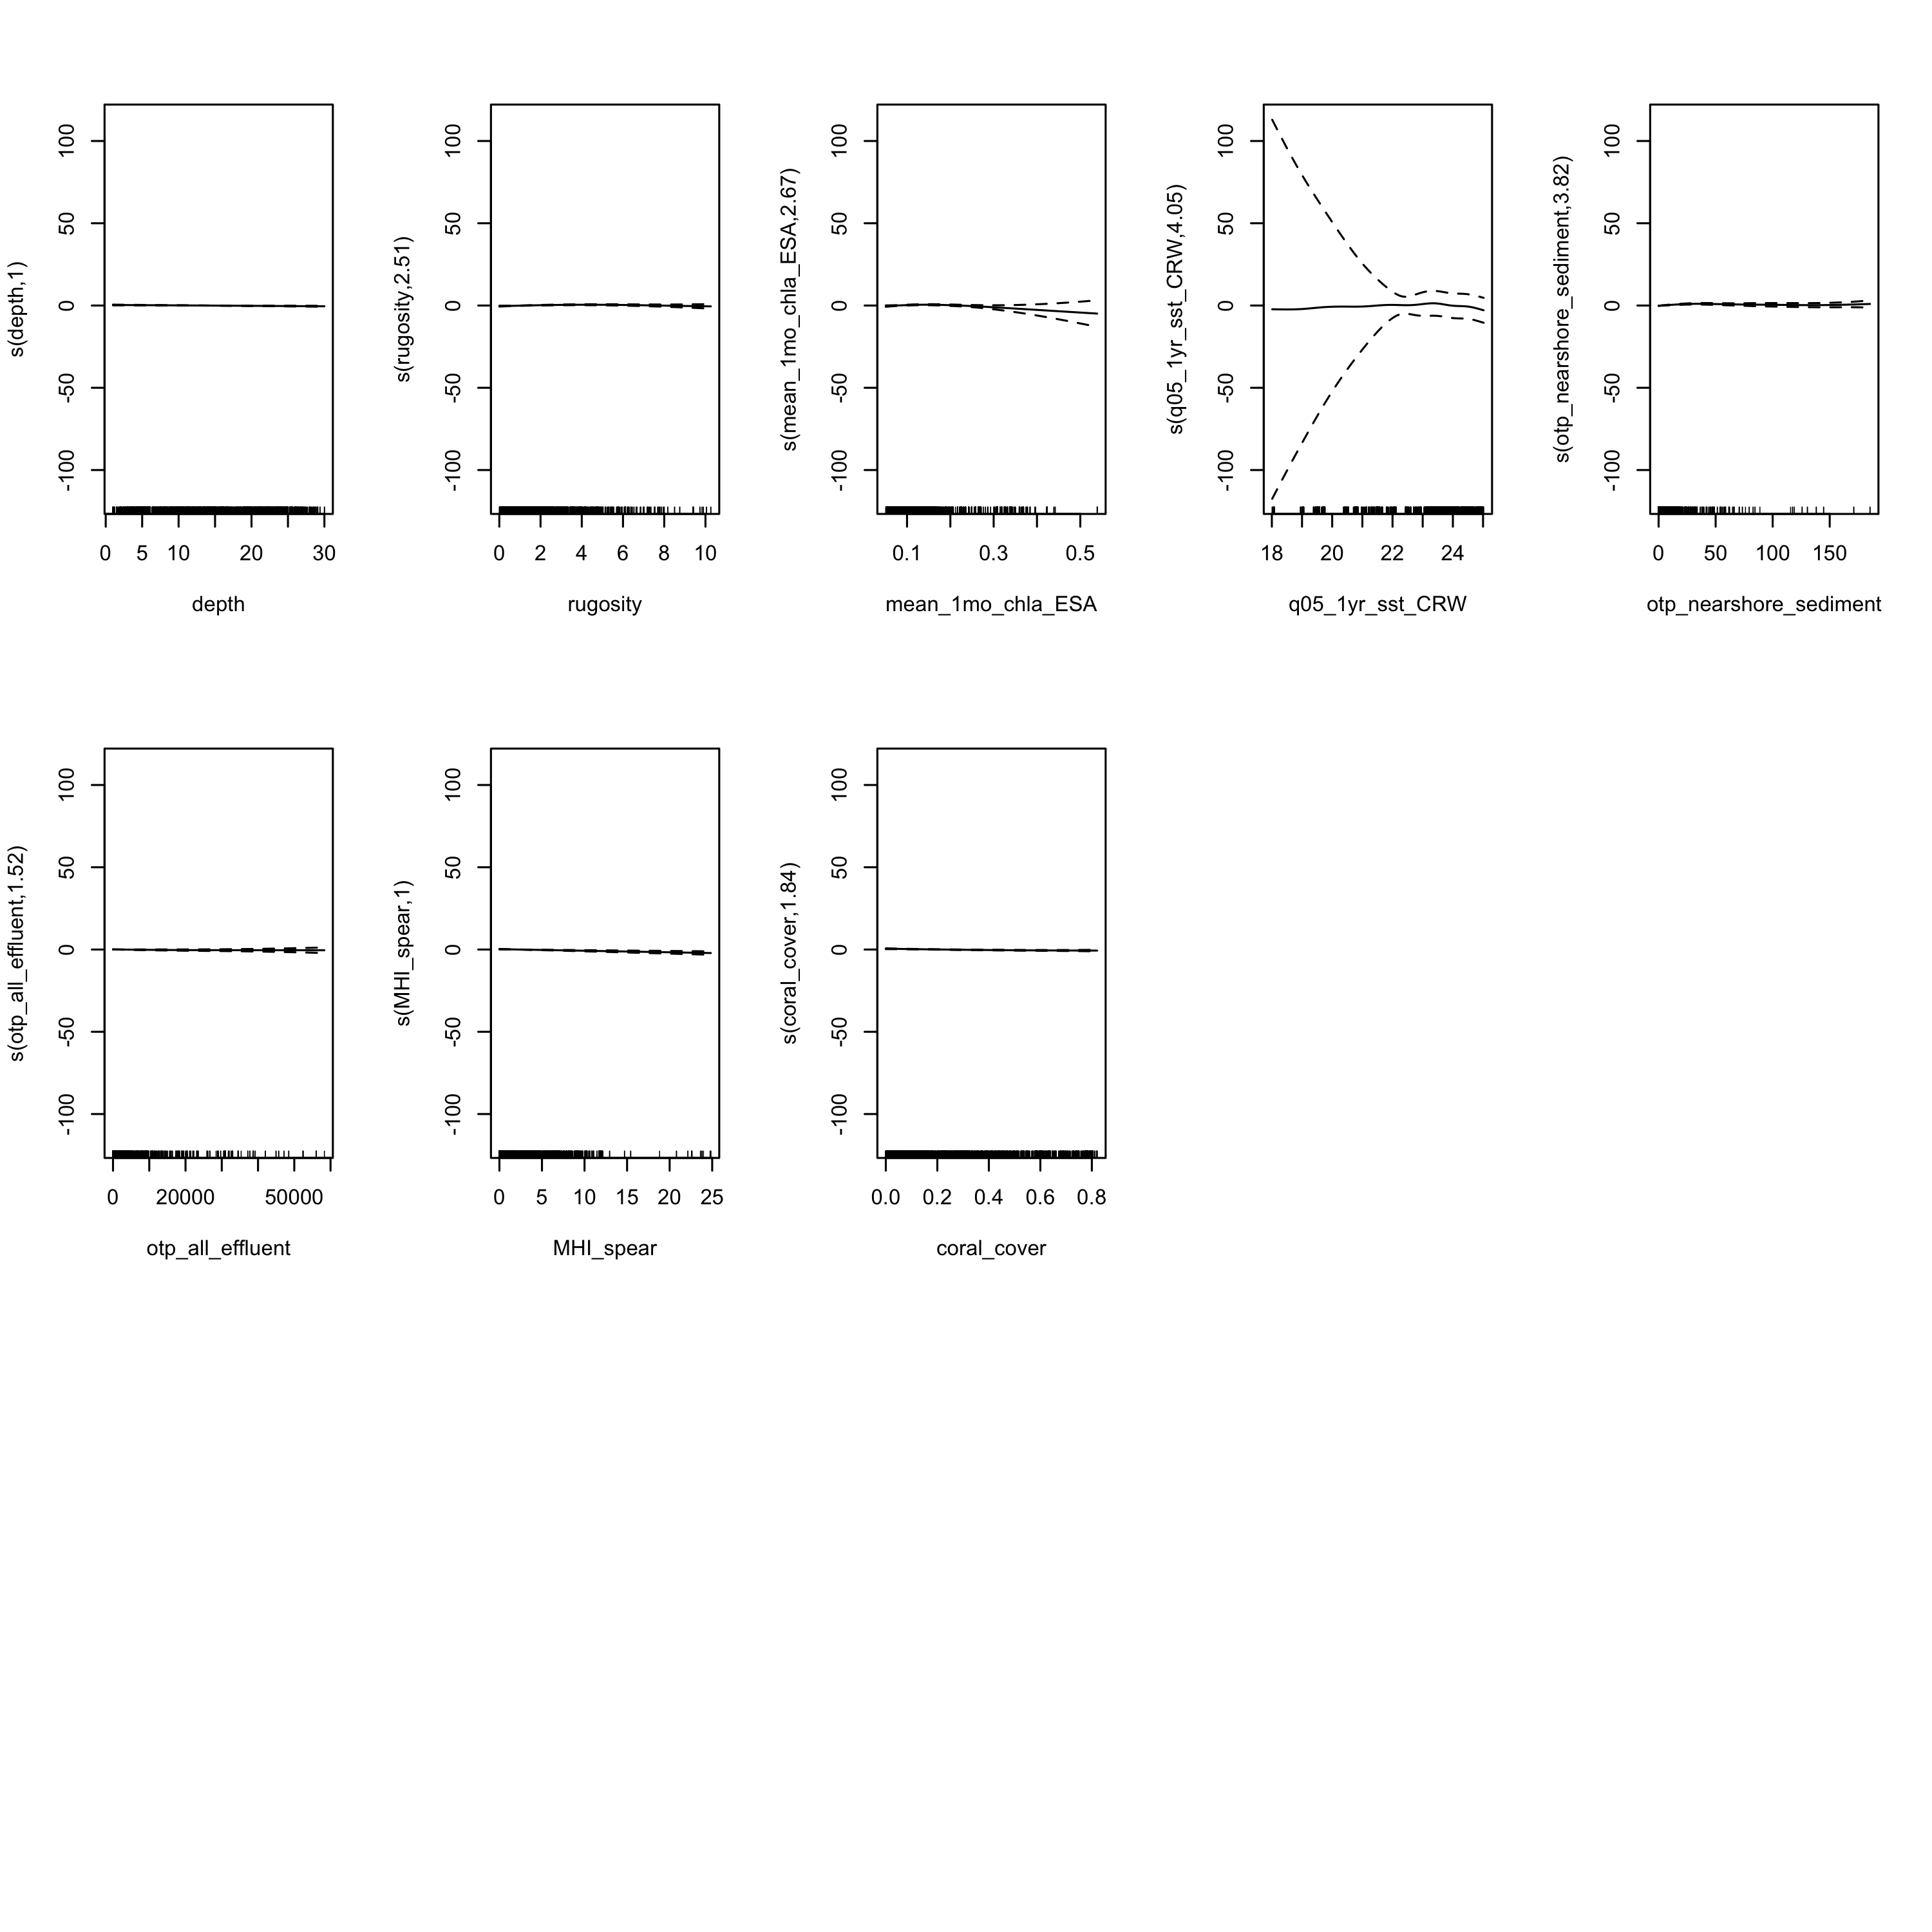 s(depth,1)
-100 -50 0 50 100
0 5 10 20 30
depth
s(rugosity,2.51)
-100 -50 0 50 100
0 2 4 6 8 10
rugosity
s(mean_1mo_chla_ESA,2.67)
-100 -50 0 50 100
0.1 0.3 0.5
mean_1mo_chla_ESA
s(q05_1yr_sst_CRW,4.05)
-100 -50 0 50 100
18 20 22 24
q05_1yr_sst_CRW
s(otp_nearshore_sediment,3.82)
-100 -50 0 50 100
0 50 100 150
otp_nearshore_sediment
s(otp_all_effluent,1.52)
-100 -50 0 50 100
0 20000 50000
otp_all_effluent
s(MHI_spear,1)
-100 -50 0 50 100
0 5 10 15 20 25
MHI_spear
s(coral_cover,1.84)
-100 -50 0 50 100
0.0 0.2 0.4 0.6 0.8
coral_cover